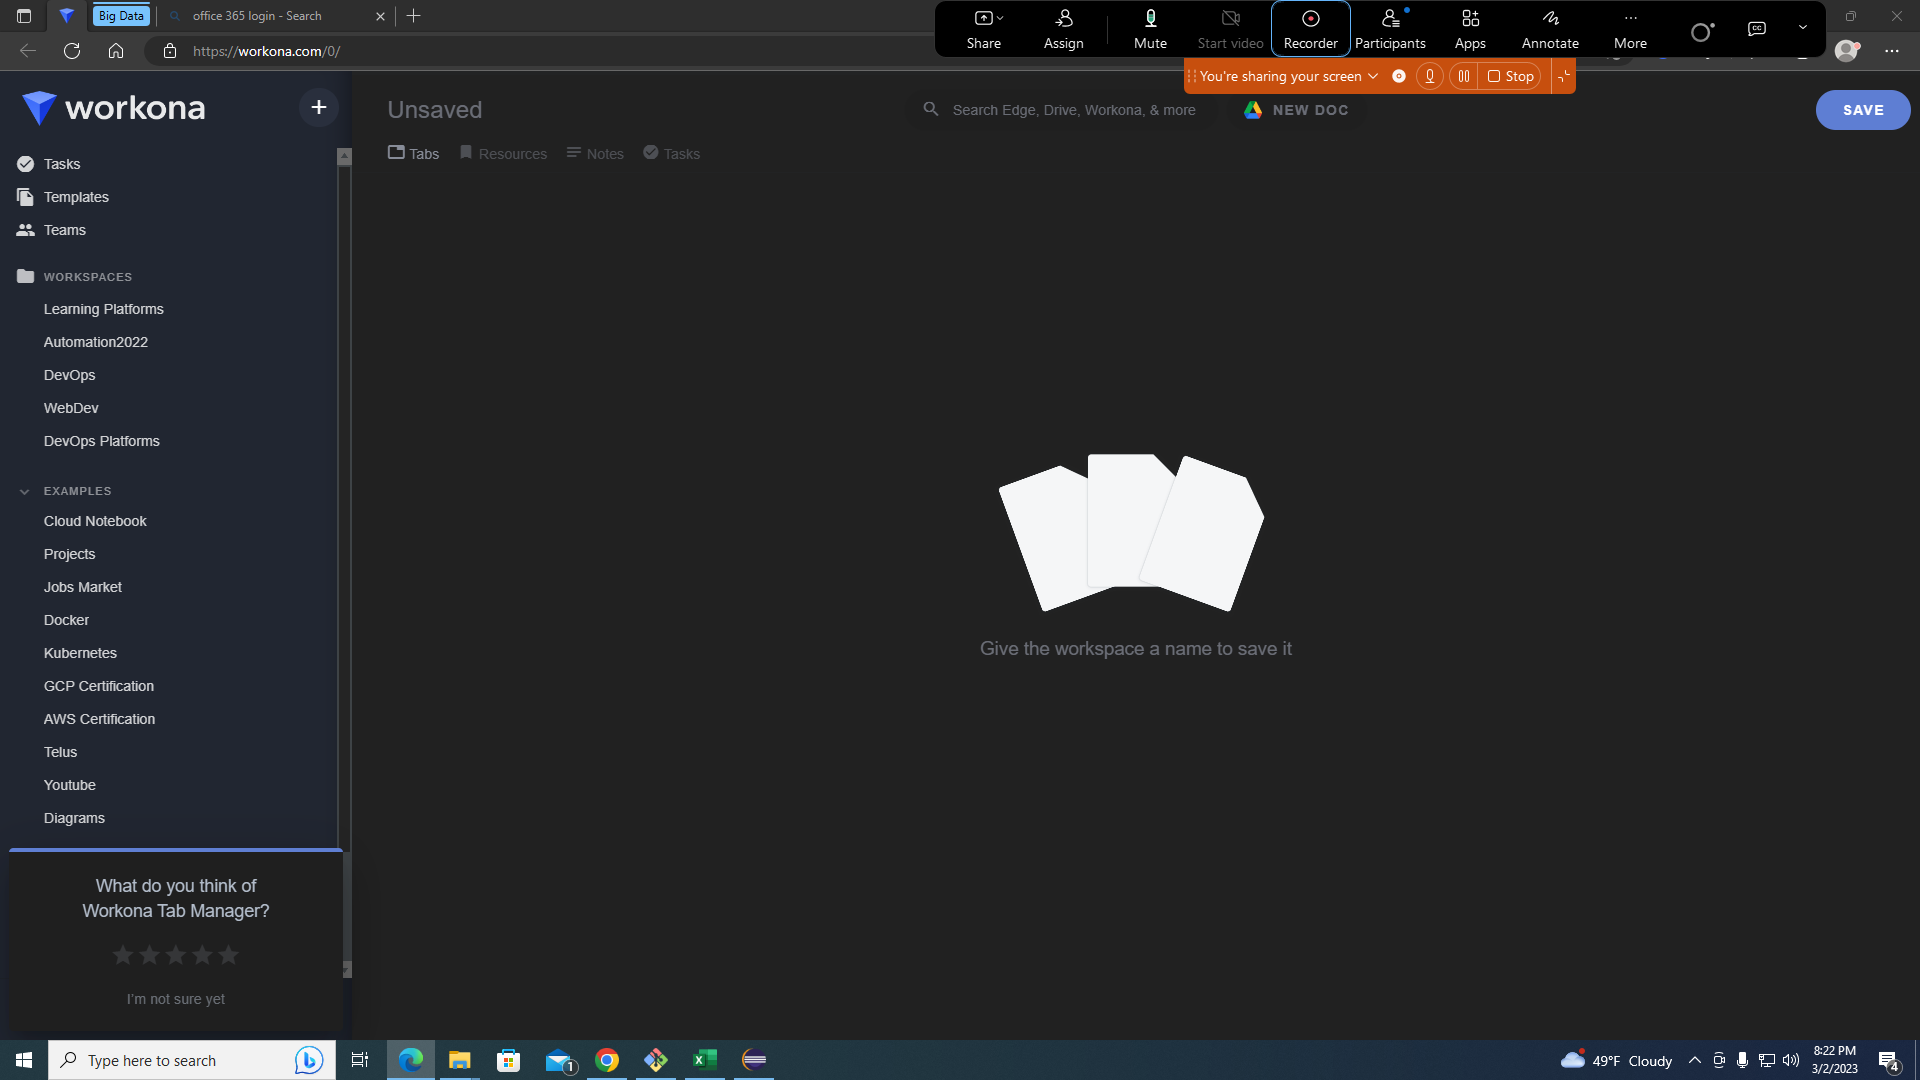 Big Data
office 365 login - Search
https://workona.com/0/
Share
Assign
Mute
Start video
Recorder
Participants
Apps
Annotate
More
You're sharing your screen
Stop
workona
Unsaved
Search Edge, Drive, Workona, & more
NEW DOC
SAVE
Tabs
Resources
Notes
Tasks
Tasks
Templates
Teams
WORKSPACES
Learning Platforms
Automation2022
DevOps
WebDev
DevOps Platforms
EXAMPLES
Cloud Notebook
Projects
Jobs Market
Docker
Kubernetes
GCP Certification
AWS Certification
Telus
Youtube
Diagrams
Give the workspace a name to save it
What do you think of
Workona Tab Manager?
I'm not sure yet
Type here to search
1
49°F Cloudy
8:22 PM
3/2/2023
4